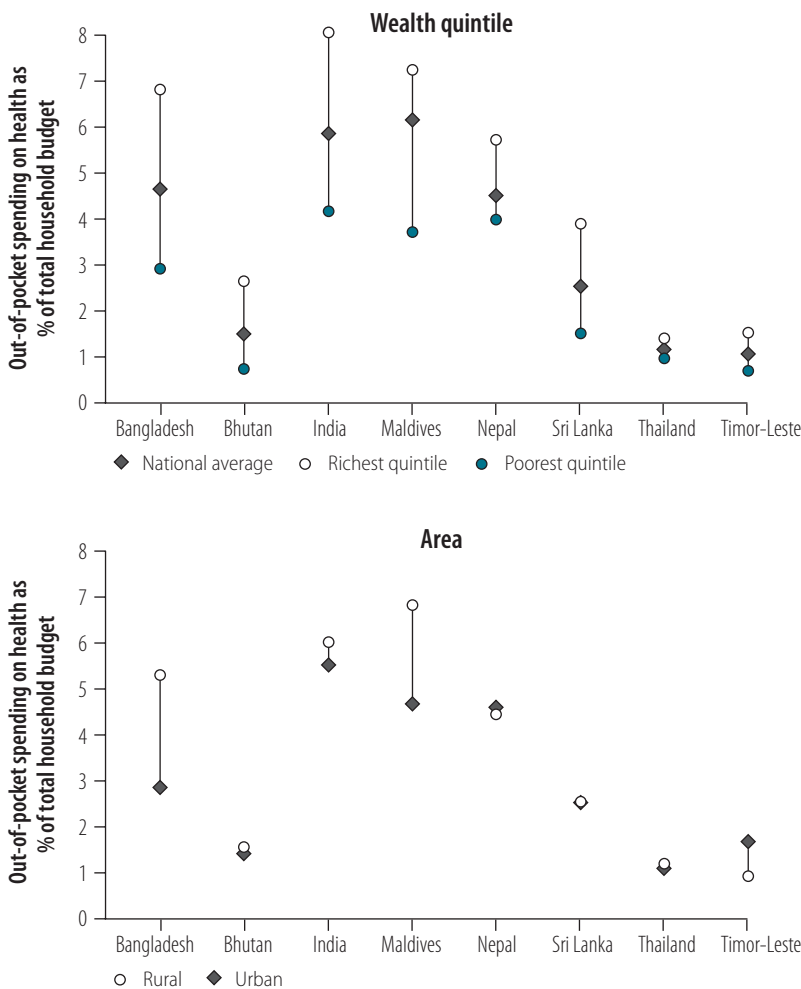 Wealth quintile
Out-of-pocket spending on health as
% of total household budget
8
7
6
5
4
3
2
1
0
Bangladesh Bhutan India Maldives Nepal Sri Lanka Thailand Timor-Leste
National average Richest quintile Poorest quintile
Area
Out-of-pocket spending on health as
% of total household budget
8
7
6
5
4
3
2
1
0
Bangladesh Bhutan India Maldives Nepal Sri Lanka Thailand Timor-Leste
Rural Urban